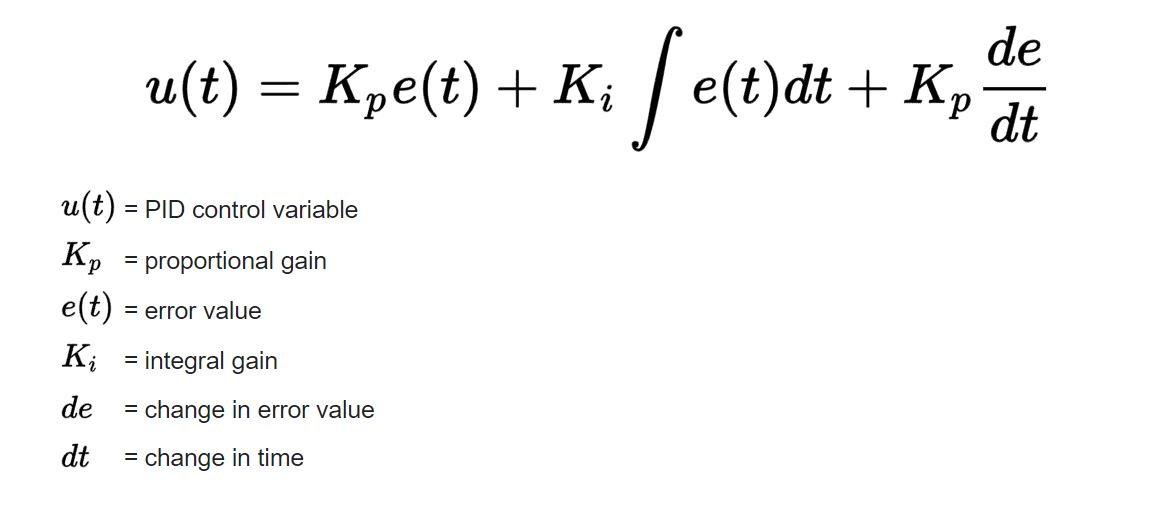 u(t) = K_p e(t) + K_i ∫ e(t)dt + K_p de/dt
u(t) = PID control variable
K_p = proportional gain
e(t) = error value
K_i = integral gain
de = change in error value
dt = change in time